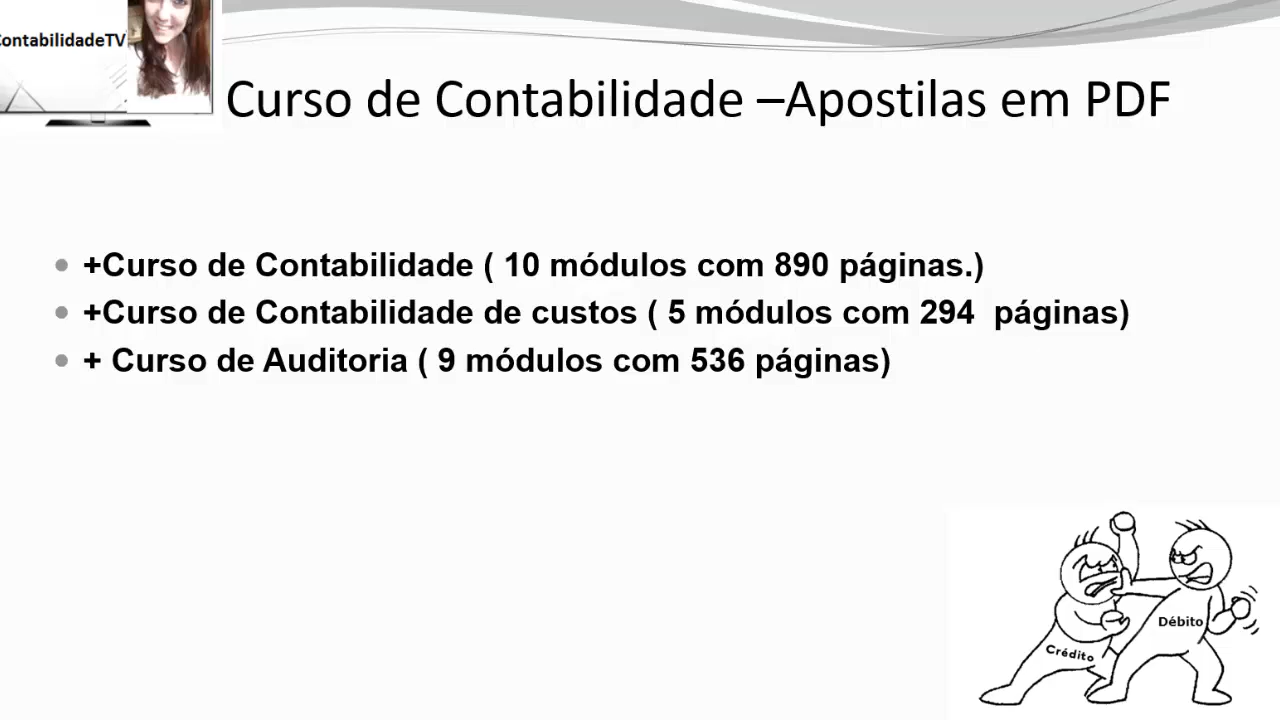 ContabilidadeTV
Curso de Contabilidade –Apostilas em PDF
+Curso de Contabilidade ( 10 módulos com 890 páginas.)
+Curso de Contabilidade de custos ( 5 módulos com 294  páginas)
+ Curso de Auditoria ( 9 módulos com 536 páginas)
Débito
Crédito